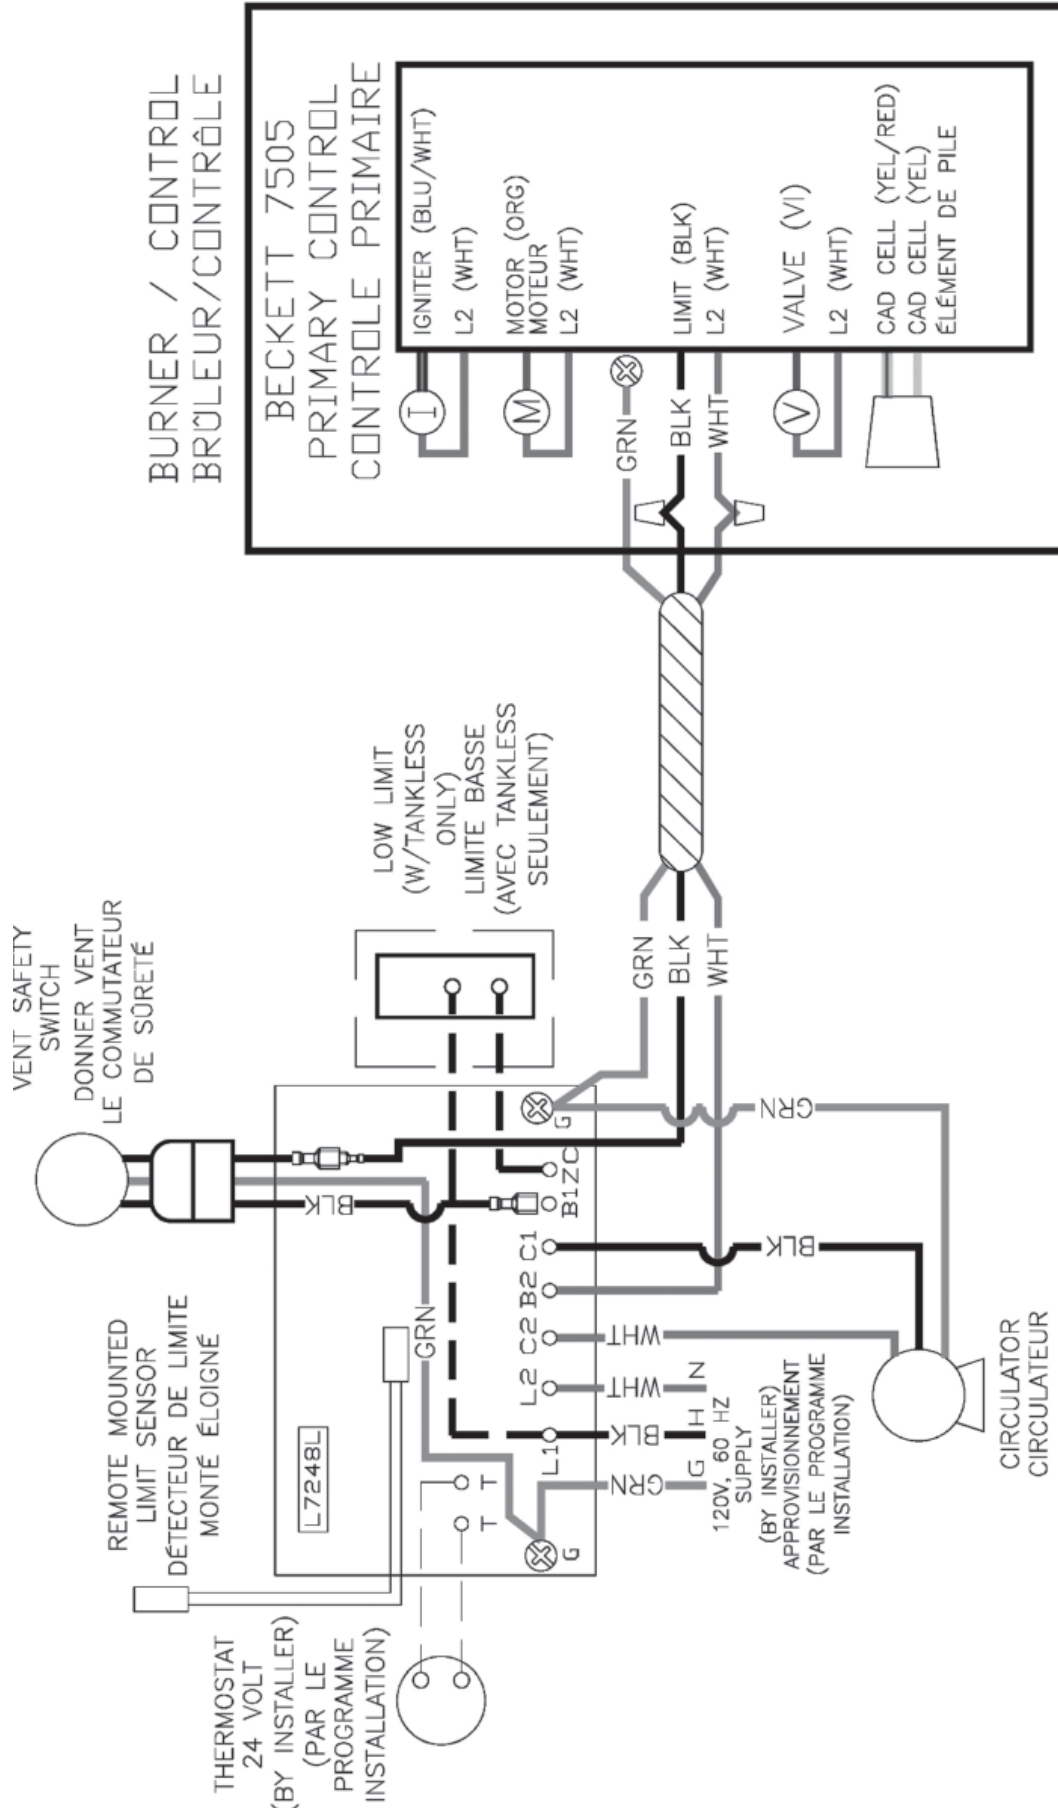 BURNER / CONTROL
BRÛLEUR/CONTRÔLE
BECKETT 7505
PRIMARY CONTROL
CONTROLE PRIMAIRE
IGNITER (BLU/WHT)
L2 (WHT)
MOTOR (ORG)
MOTEUR
L2 (WHT)
LIMIT (BLK)
L2 (WHT)
VALVE (VI)
L2 (WHT)
CAD CELL (YEL/RED)
CAD CELL (YEL)
ÉLÉMENT DE PILE
I
M
V
GRN
BLK
WHT
LOW LIMIT
(W/TANKLESS
ONLY)
LIMITE BASSE
(AVEC TANKLESS
SEULEMENT)
VENT SAFETY
SWITCH
DONNER VENT
LE COMMUTATEUR
DE SÛRETÉ
GRN
BLK
WHT
BLK
GRN
REMOTE MOUNTED
LIMIT SENSOR
DÉTECTEUR DE LIMITE
MONTÉ ÉLOIGNÉ
L7248L
T
T
G
L1
L2
C2
B2
C1
B1
ZC
G
GRN
BLK
WHT
WHT
BLK
GRN
G
H
N
120V, 60 HZ
SUPPLY
(BY INSTALLER)
APPROVISIONNEMENT
(PAR LE PROGRAMME
INSTALLATION)
THERMOSTAT
24 VOLT
(BY INSTALLER)
(PAR LE
PROGRAMME
INSTALLATION)
CIRCULATOR
CIRCULATEUR